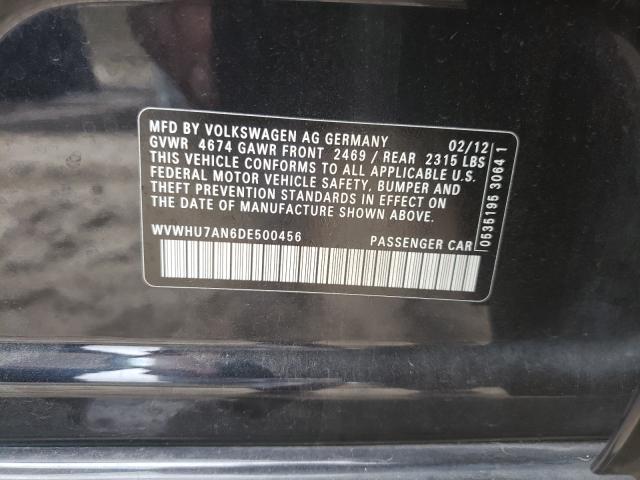 MFD BY VOLKSWAGEN AG GERMANY 02/12
GVWR 4674 GAWR FRONT 2469 / REAR 2315 LBS
THIS VEHICLE CONFORMS TO ALL APPLICABLE U.S.
FEDERAL MOTOR VEHICLE SAFETY, BUMPER AND
THEFT PREVENTION STANDARDS IN EFFECT ON
THE DATE OF MANUFACTURE SHOWN ABOVE.
WVWHU7AN6DE500456 PASSENGER CAR
0535195 3064 1